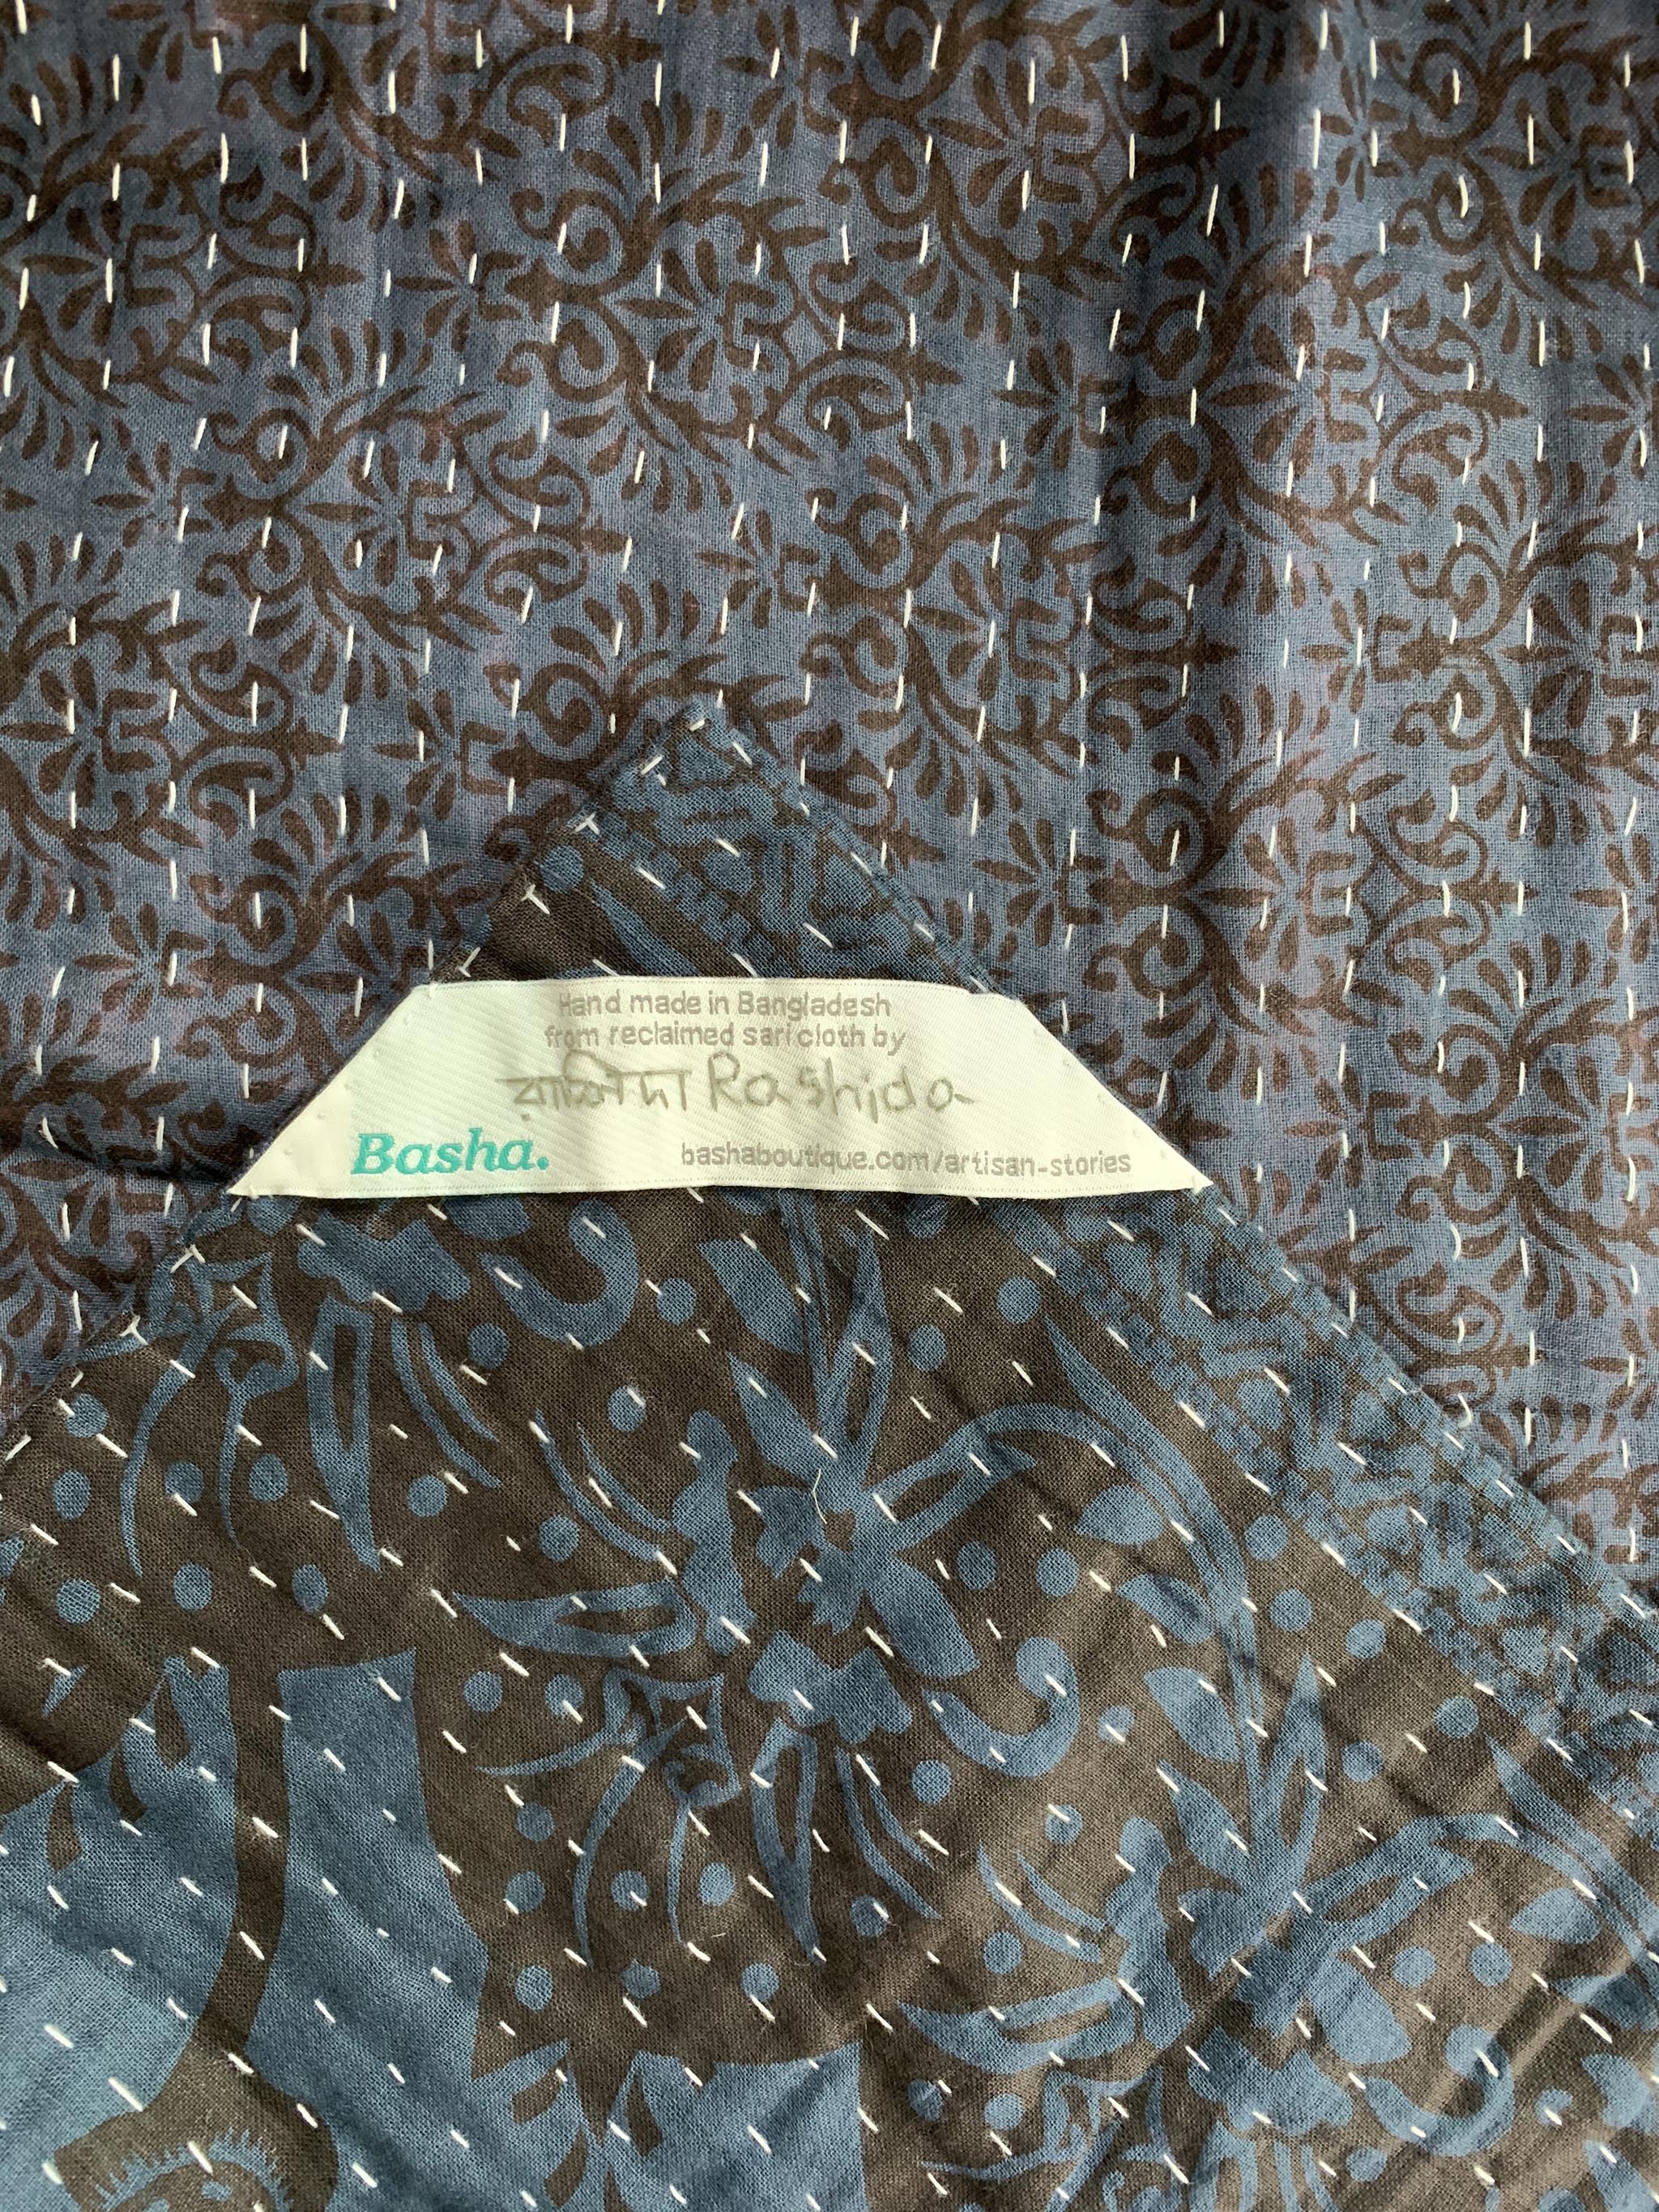 Hand made in Bangladesh
from reclaimed sari cloth by
রাশিদা Rashida
Basha. bashaboutique.com/artisan-stories